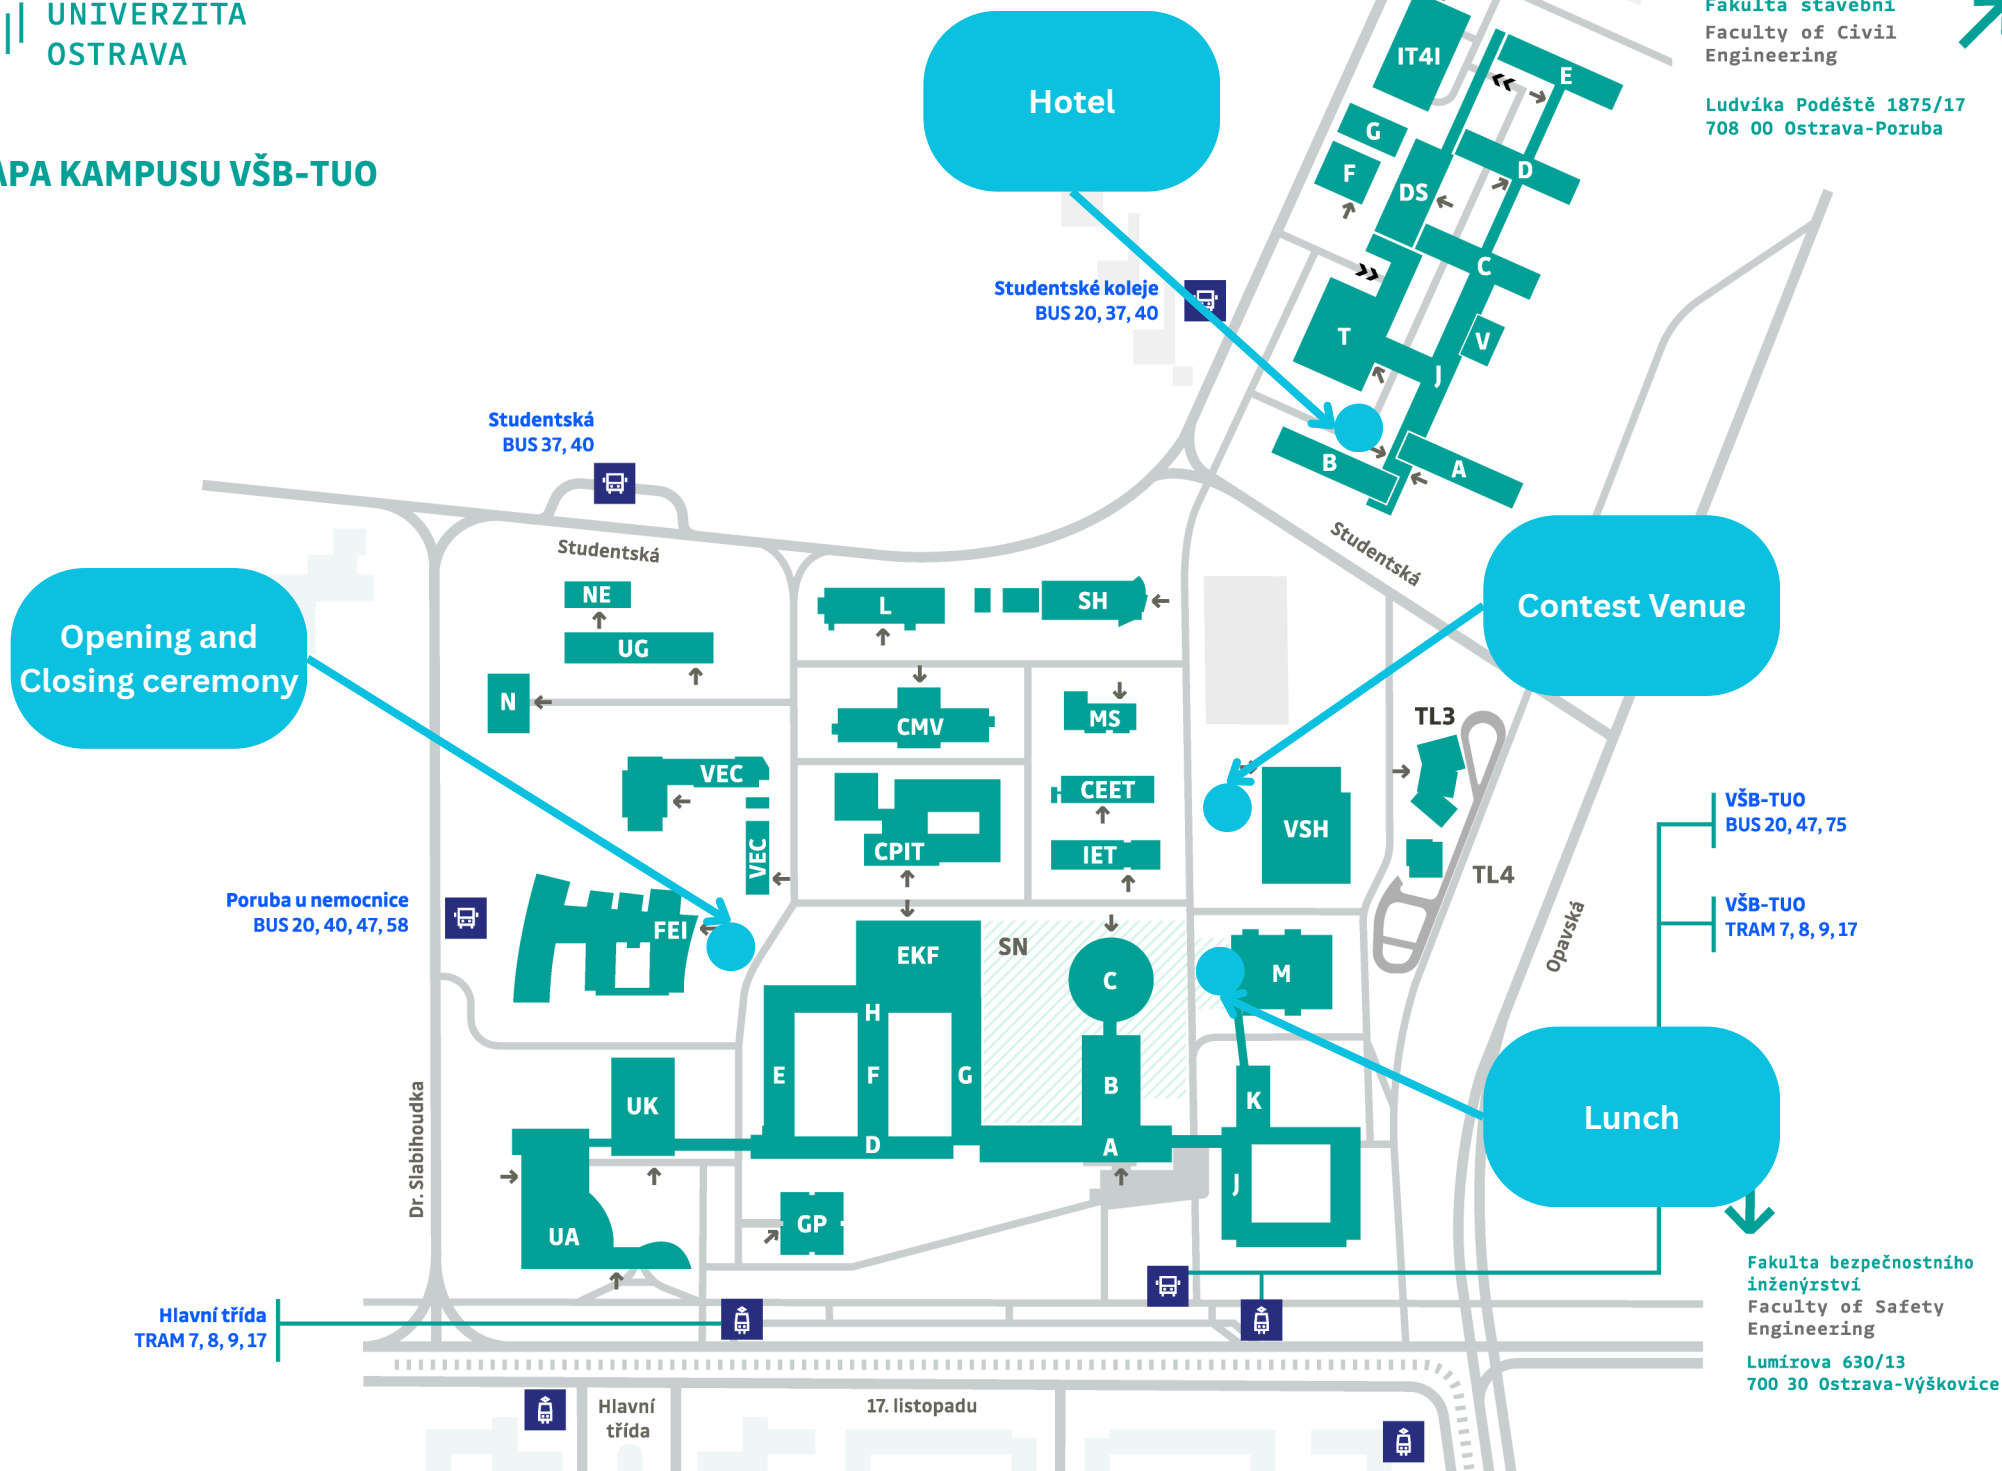 UNIVERZITA
OSTRAVA
APA KAMPUSU VŠB-TUO
Hotel
Fakulta stavební
Faculty of Civil
Engineering
Ludvíka Podéště 1875/17
708 00 Ostrava-Poruba
IT4I
E
G
F
DS
D
C
T
V
J
B
A
Studentské koleje
BUS 20, 37, 40
Studentská
BUS 37, 40
Studentská
Studentská
Opening and
Closing ceremony
Contest Venue
NE
UG
N
L
SH
CMV
MS
VEC
VEC
CPIT
CEET
IET
VSH
TL3
TL4
Opavská
VŠB-TUO
BUS 20, 47, 75
VŠB-TUO
TRAM 7, 8, 9, 17
Poruba u nemocnice
BUS 20, 40, 47, 58
FEI
EKF
SN
C
M
H
E
F
G
B
K
D
A
J
UK
UA
GP
Dr. Slabihoudka
Lunch
Hlavní třída
TRAM 7, 8, 9, 17
Hlavní
třída
17. listopadu
Fakulta bezpečnostního
inženýrství
Faculty of Safety
Engineering
Lumírova 630/13
700 30 Ostrava-Výškovice